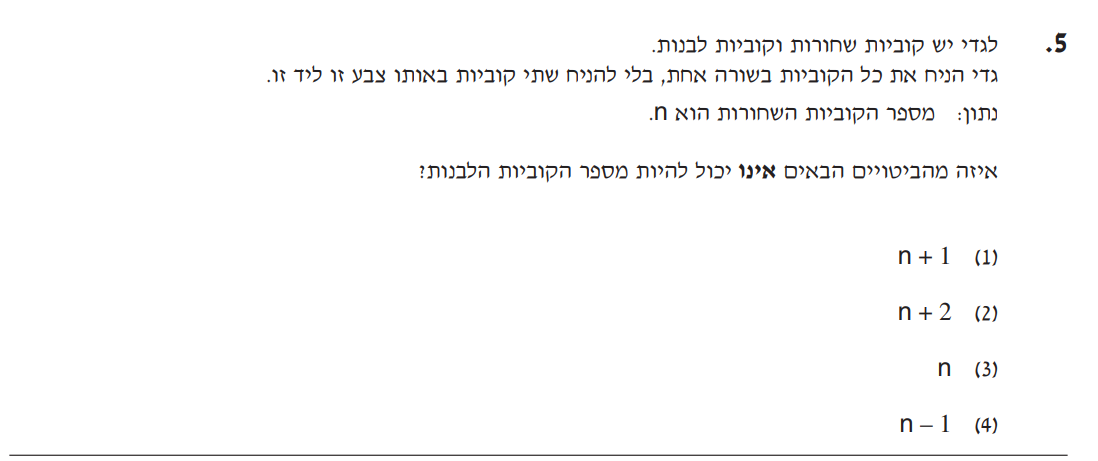 5. לגדי יש קוביות שחורות וקוביות לבנות.
גדי הניח את כל הקוביות בשורה אחת, בלי להניח שתי קוביות באותו צבע זו ליד זו.
נתון: מספר הקוביות השחורות הוא n.
איזה מהביטויים הבאים אינו יכול להיות מספר הקוביות הלבנות?
(1) n + 1
(2) n + 2
(3) n
(4) n – 1